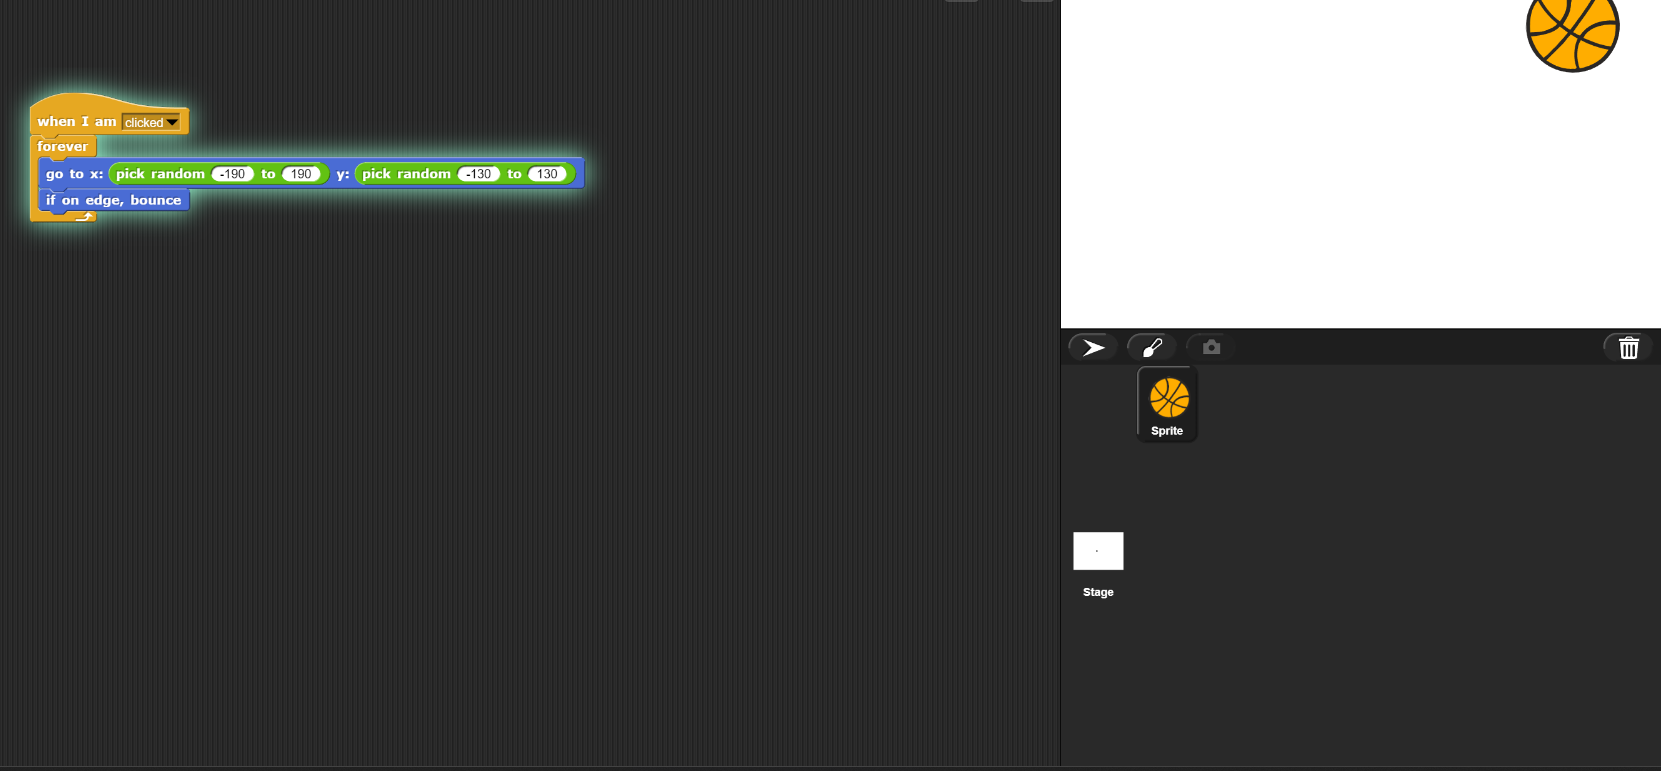 when I am clicked
forever
go to x: pick random -190 to 190 y: pick random -130 to 130
if on edge, bounce
Sprite
Stage